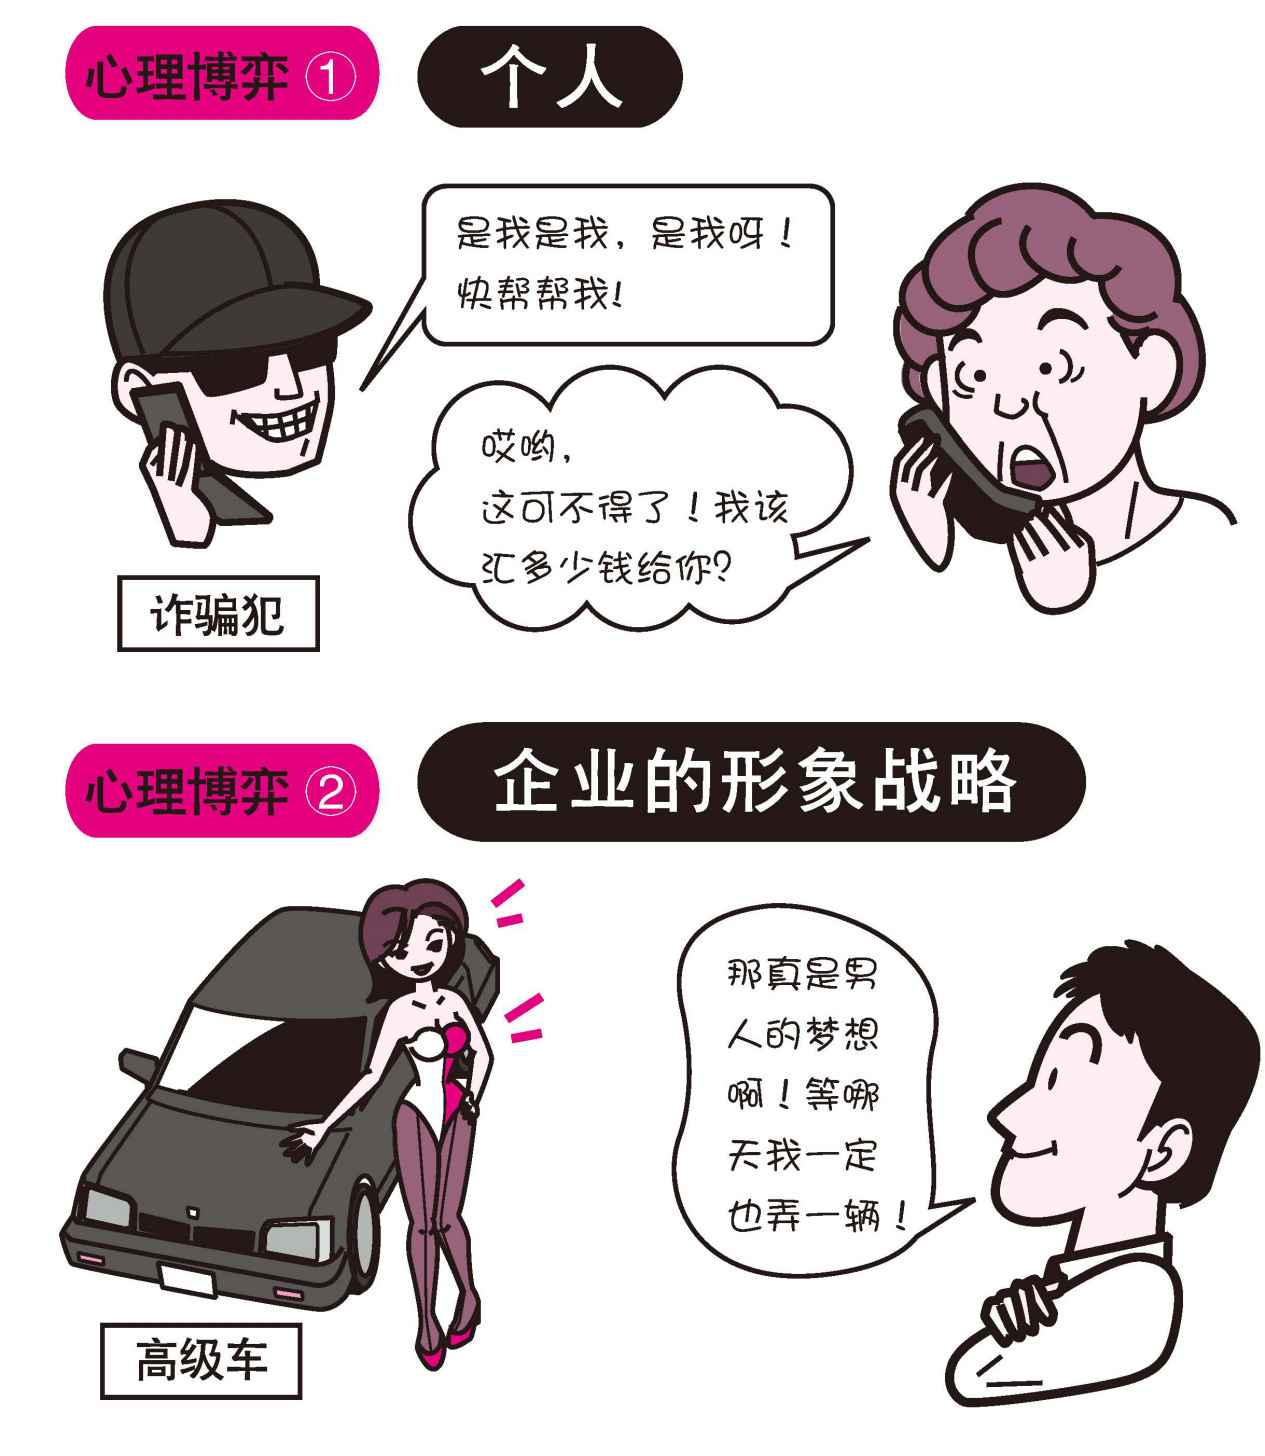 心理博弈 ① 个人
是我是我，是我呀！
快帮帮我!
哎哟，
这可不得了！我该
汇多少钱给你?
诈骗犯
心理博弈 ② 企业的形象战略
那真是男
人的梦想
啊！等哪
天我一定
也弄一辆！
高级车